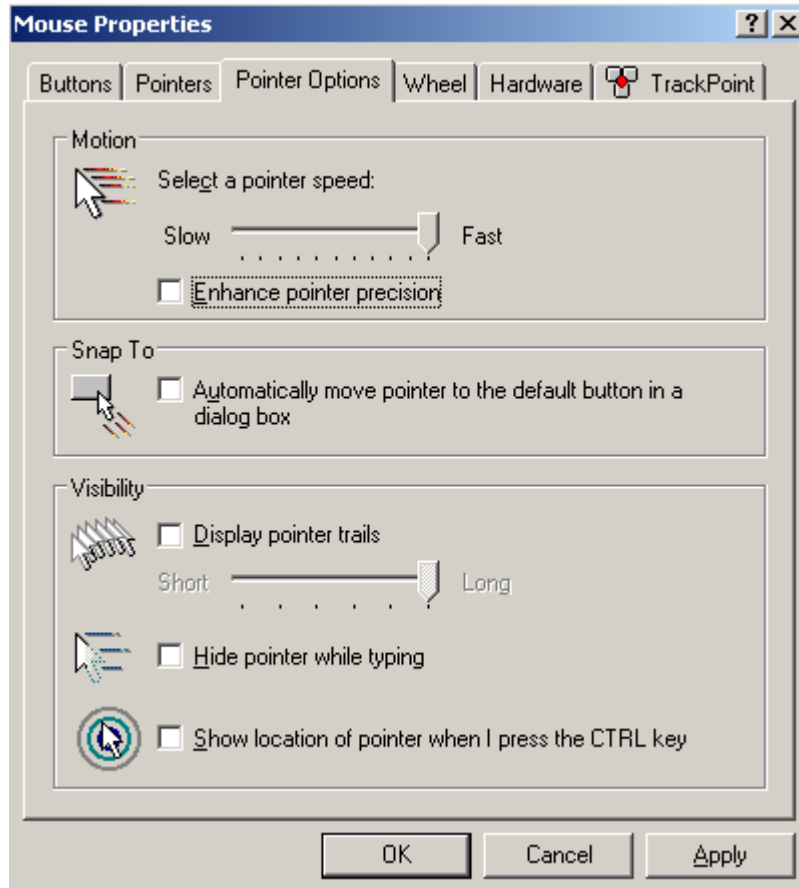 Mouse Properties
Buttons Pointers Pointer Options Wheel Hardware TrackPoint
Motion
Select a pointer speed:
Slow Fast
Enhance pointer precision
Snap To
Automatically move pointer to the default button in a
dialog box
Visibility
Display pointer trails
Short Long
Hide pointer while typing
Show location of pointer when I press the CTRL key
OK Cancel Apply